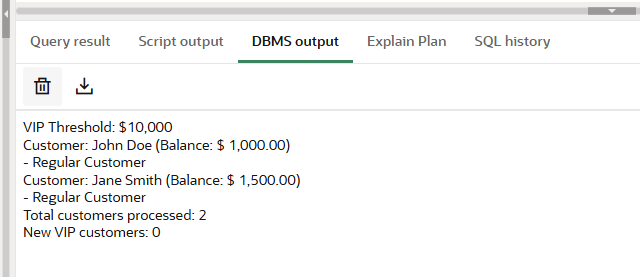 Query result Script output DBMS output Explain Plan SQL history
VIP Threshold: $10,000
Customer: John Doe (Balance: $ 1,000.00)
- Regular Customer
Customer: Jane Smith (Balance: $ 1,500.00)
- Regular Customer
Total customers processed: 2
New VIP customers: 0